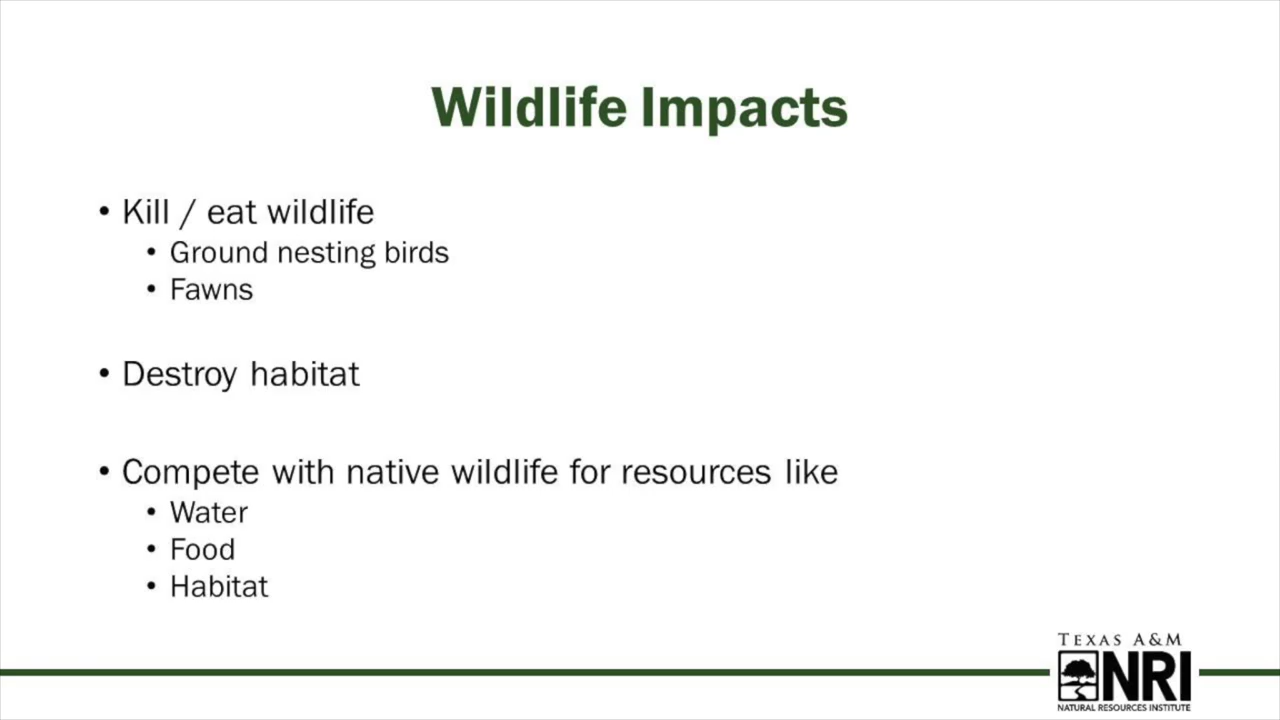 Wildlife Impacts
• Kill / eat wildlife
• Ground nesting birds
• Fawns
• Destroy habitat
• Compete with native wildlife for resources like
• Water
• Food
• Habitat
TEXAS A&M
NRI
NATURAL RESOURCES INSTITUTE